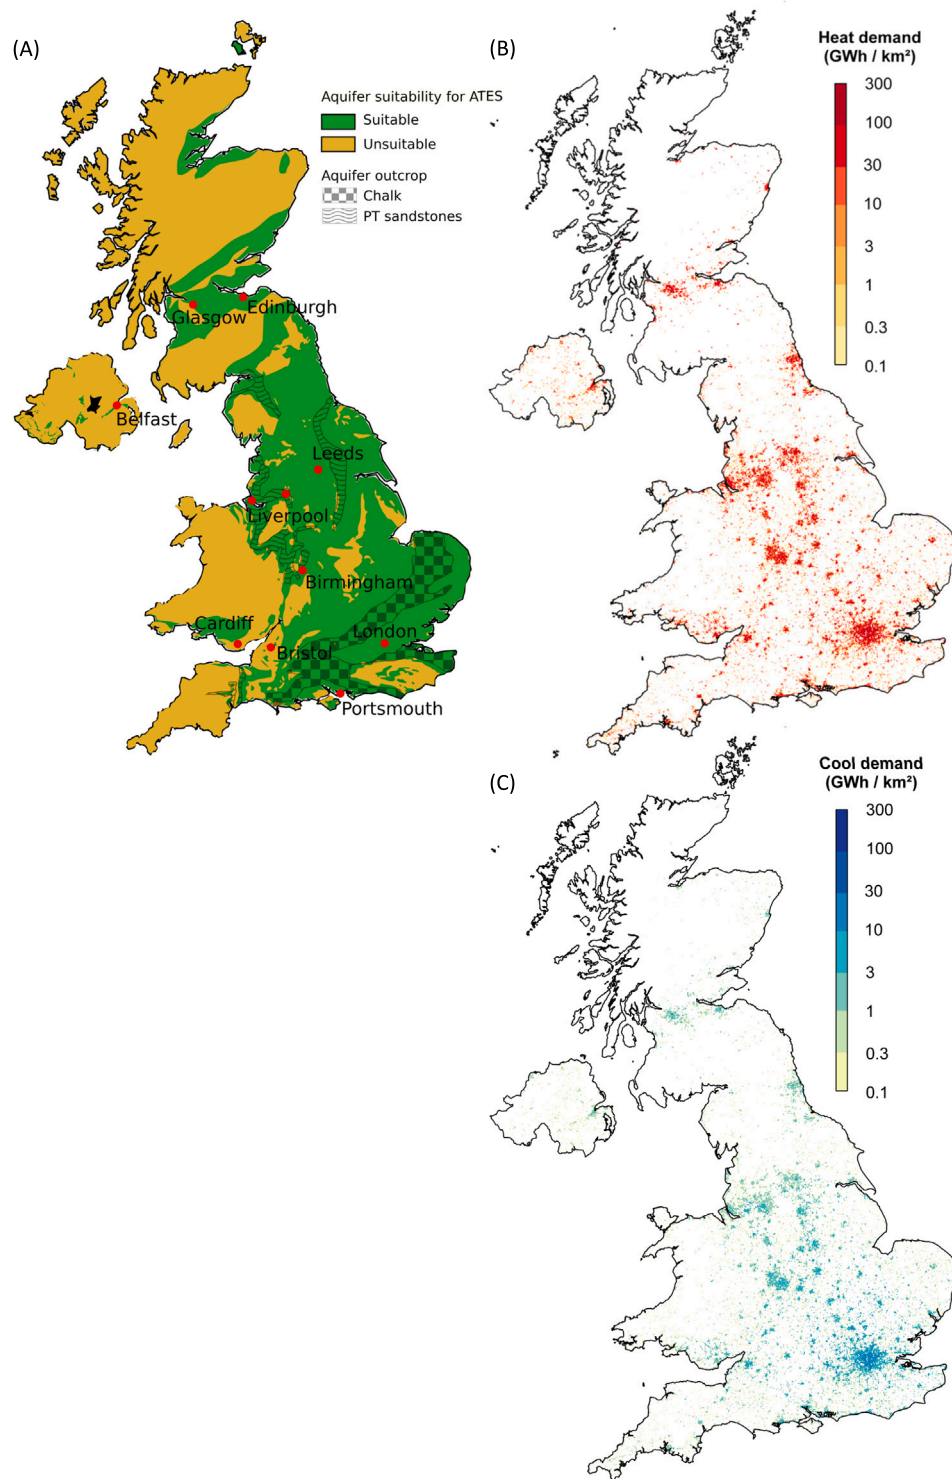 (A)
Aquifer suitability for ATES
Suitable
Unsuitable
Aquifer outcrop
Chalk
PT sandstones
Glasgow
Edinburgh
Belfast
Leeds
Liverpool
Birmingham
Cardiff
London
Bristol
Portsmouth
(B)
Heat demand
(GWh / km²)
300
100
30
10
3
1
0.3
0.1
(C)
Cool demand
(GWh / km²)
300
100
30
10
3
1
0.3
0.1